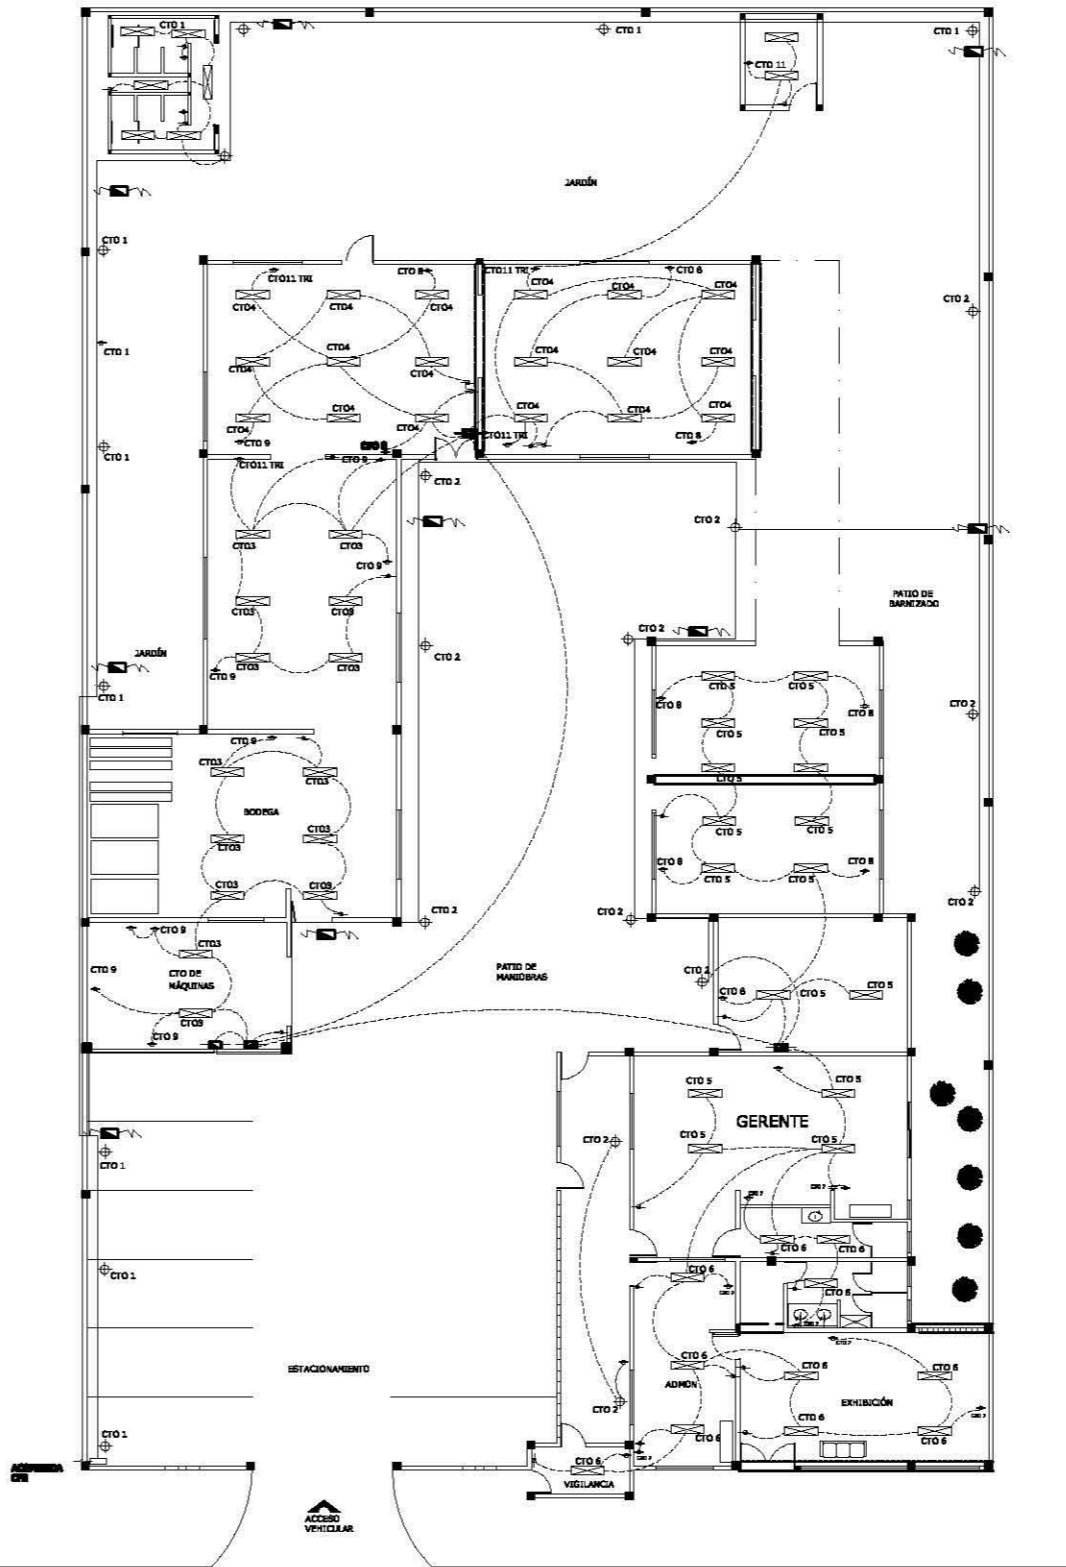 CTO 1
CTO 1
CTO 1
CTO 11
JARDÍN
CTO 1
CTO11 TRI
CTO 8
CTO11 TRI
CTO 6
CTO4
CTO4
CTO4
CTO4
CTO4
CTO4
CTO 2
CTO 1
CTO4
CTO4
CTO4
CTO4
CTO4
CTO4
CTO4
CTO4
CTO4
CTO4
CTO4
CTO4
CTO 9
CTO11 TRI
CTO 8
CTO 1
CTO11 TRI
CTO 9
CTO 2
CTO 2
CTO3
CTO3
CTO 9
PATIO DE
BARNIZADO
CTO3
CTO3
CTO 2
CTO 2
JARDÍN
CTO3
CTO3
CTO 9
CTO 1
CTO 5
CTO 5
CTO 8
CTO 8
CTO 2
CTO 5
CTO 5
CTO 9
CTO3
CTO3
CTO 5
BODEGA
CTO 5
CTO 5
CTO3
CTO3
CTO 8
CTO 5
CTO 5
CTO 8
CTO3
CTO3
CTO 2
CTO 2
CTO 2
CTO 9
CTO3
CTO 9
CTO DE
MÁQUINAS
PATIO DE
MANIOBRAS
CTO 2
CTO 6
CTO 5
CTO 5
CTO3
CTO 9
CTO 5
CTO 5
GERENTE
CTO 2
CTO 5
CTO 5
CTO 1
CTO 6
CTO 6
CTO 1
CTO 6
CTO 6
ESTACIONAMIENTO
CTO 6
CTO 6
CTO 6
ADMÓN
EXHIBICIÓN
CTO 2
CTO 6
CTO 6
CTO 6
CTO 1
CTO 6
VIGILANCIA
ACOMETIDA
CFE
ACCESO
VEHICULAR